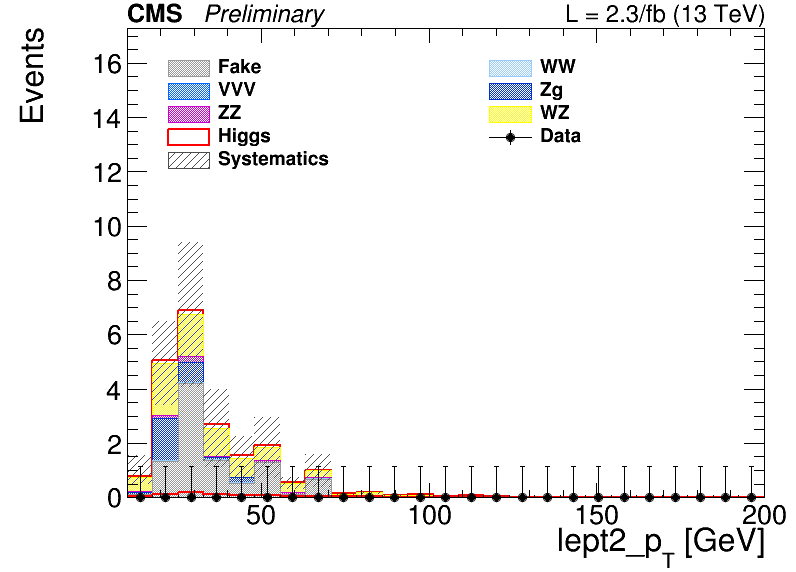 CMS Preliminary L = 2.3/fb (13 TeV)
Events
16
14
12
10
8
6
4
2
0
Fake
VVV
ZZ
Higgs
Systematics
WW
Zg
WZ
Data
50 100 150 200
lept2_p_T [GeV]